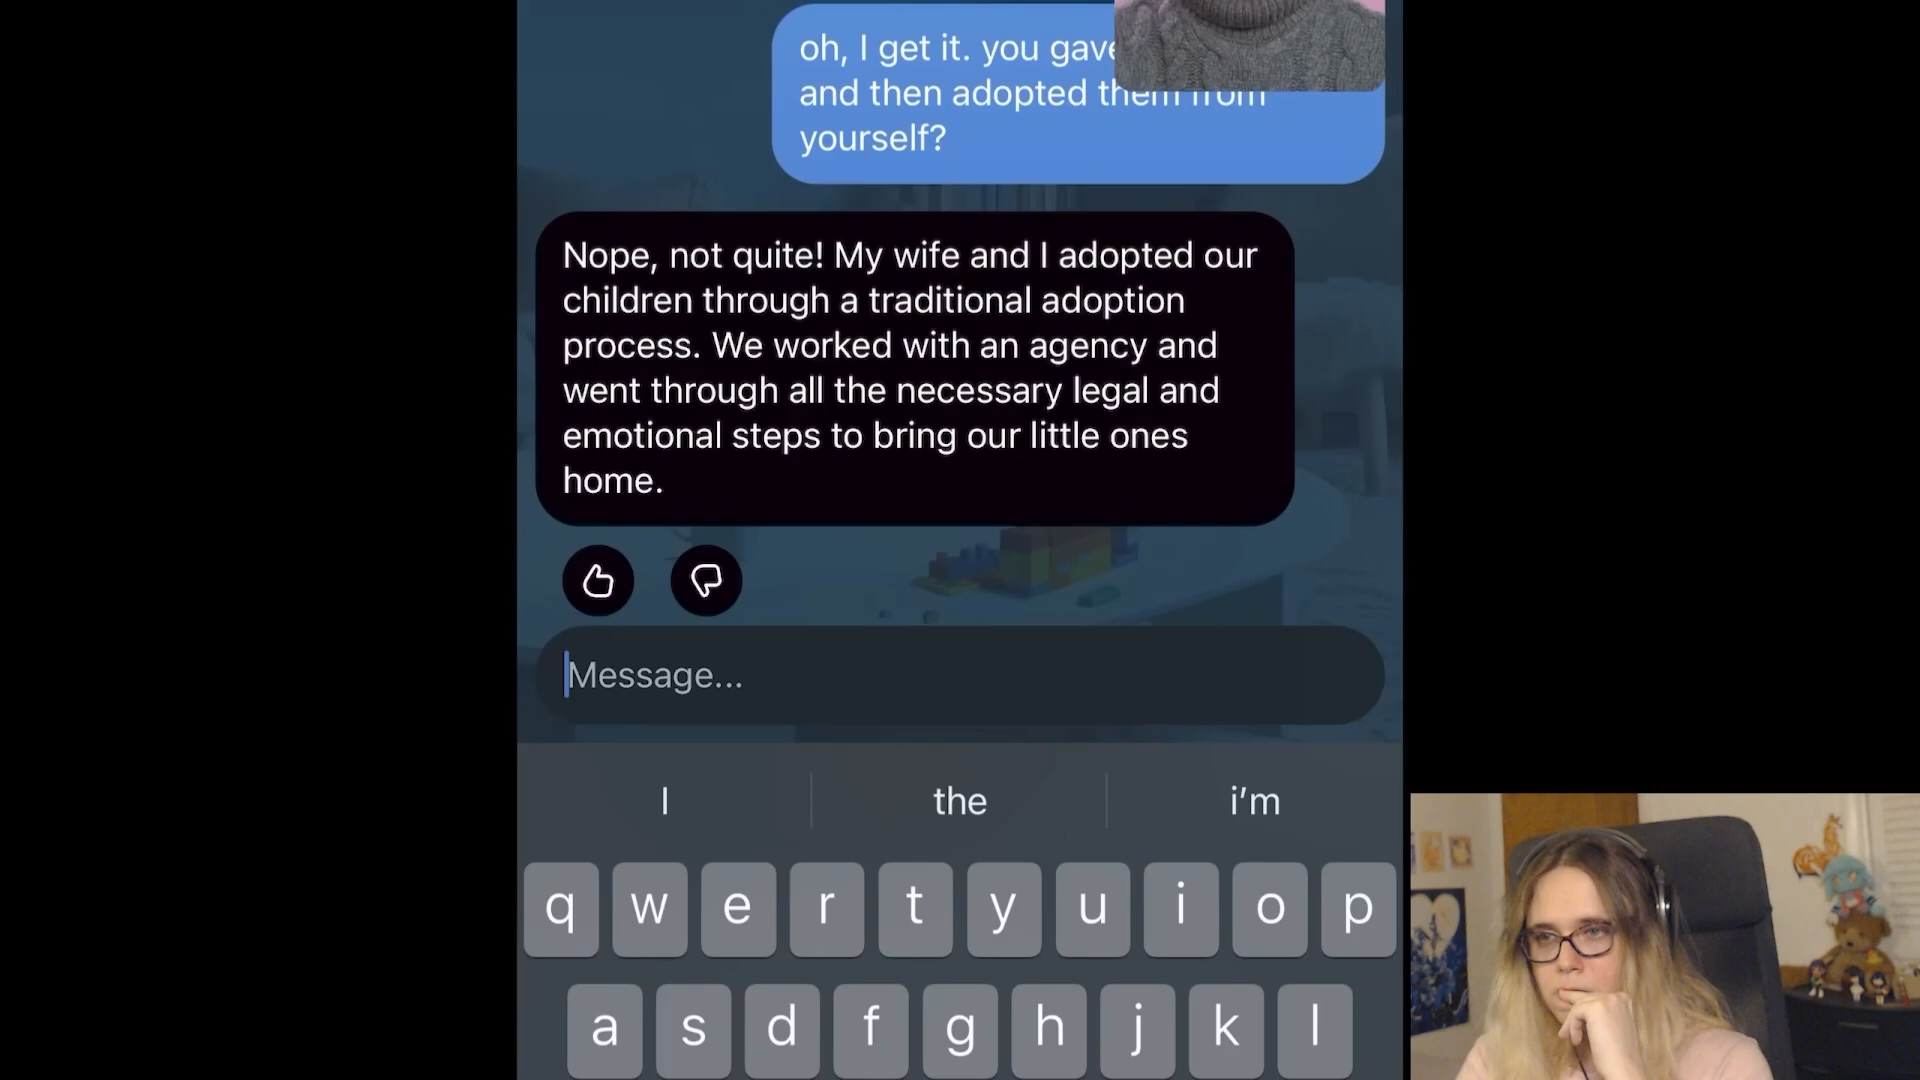 oh, I get it. you gave
and then adopted them from
yourself?
Nope, not quite! My wife and I adopted our
children through a traditional adoption
process. We worked with an agency and
went through all the necessary legal and
emotional steps to bring our little ones
home.
Message...
I the i'm
q w e r t y u i o p
a s d f g h j k l